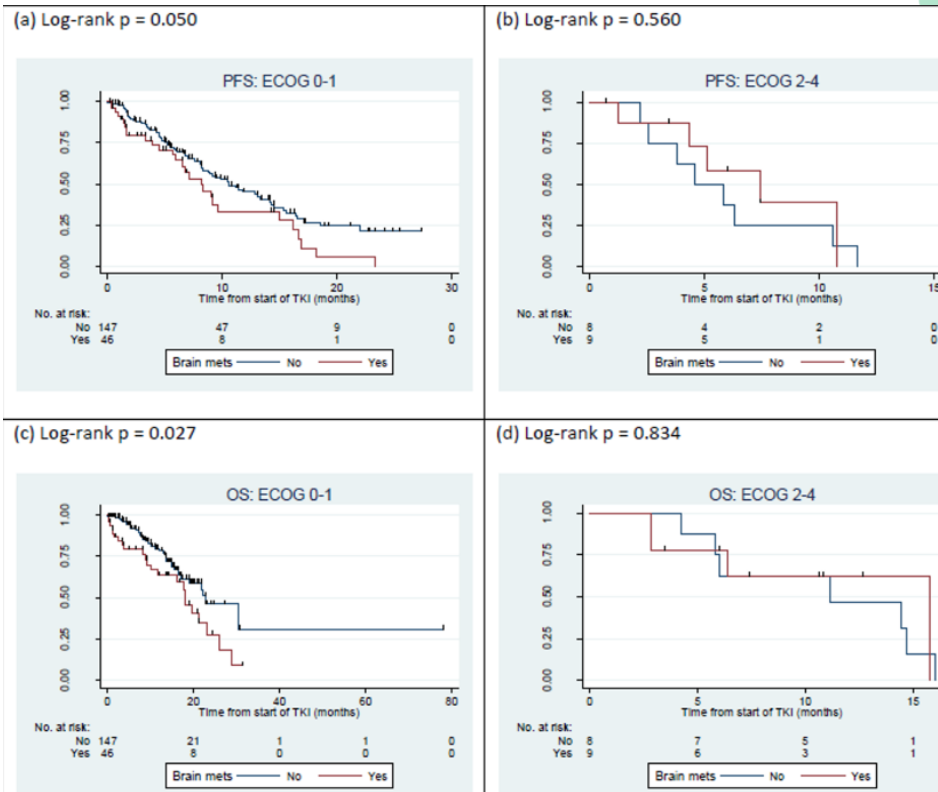 (a) Log-rank p = 0.050
PFS: ECOG 0-1
1.00
0.75
0.50
0.25
0.00
0 10 20 30
Time from start of TKI (months)
No. at risk:
No 147 47 9 0
Yes 46 8 1 0
Brain mets No Yes
(b) Log-rank p = 0.560
PFS: ECOG 2-4
1.00
0.75
0.50
0.25
0.00
0 5 10 15
Time from start of TKI (months)
No. at risk:
No 8 4 2 0
Yes 9 5 1 0
Brain mets No Yes
(c) Log-rank p = 0.027
OS: ECOG 0-1
1.00
0.75
0.50
0.25
0.00
0 20 40 60 80
Time from start of TKI (months)
No. at risk:
No 147 21 1 1 0
Yes 46 8 0 0 0
Brain mets No Yes
(d) Log-rank p = 0.834
OS: ECOG 2-4
1.00
0.75
0.50
0.25
0.00
0 5 10 15
Time from start of TKI (months)
No. at risk:
No 8 7 5 1
Yes 9 6 3 1
Brain mets No Yes